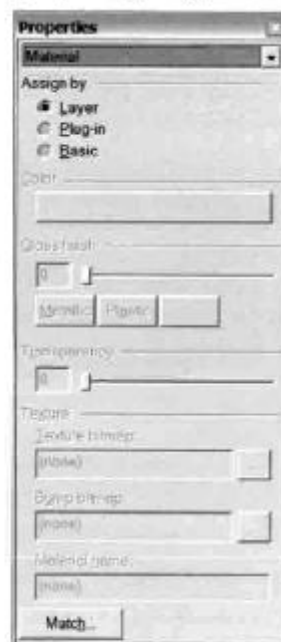 Properties
Material
Assign by
Layer
Plug-in
Basic
Color
Gloss finish
0
Metallic Plastic
Transparency
0
Texture
Texture bitmap:
(none)
...
Bump bitmap:
(none)
...
Material name:
(none)
Match...